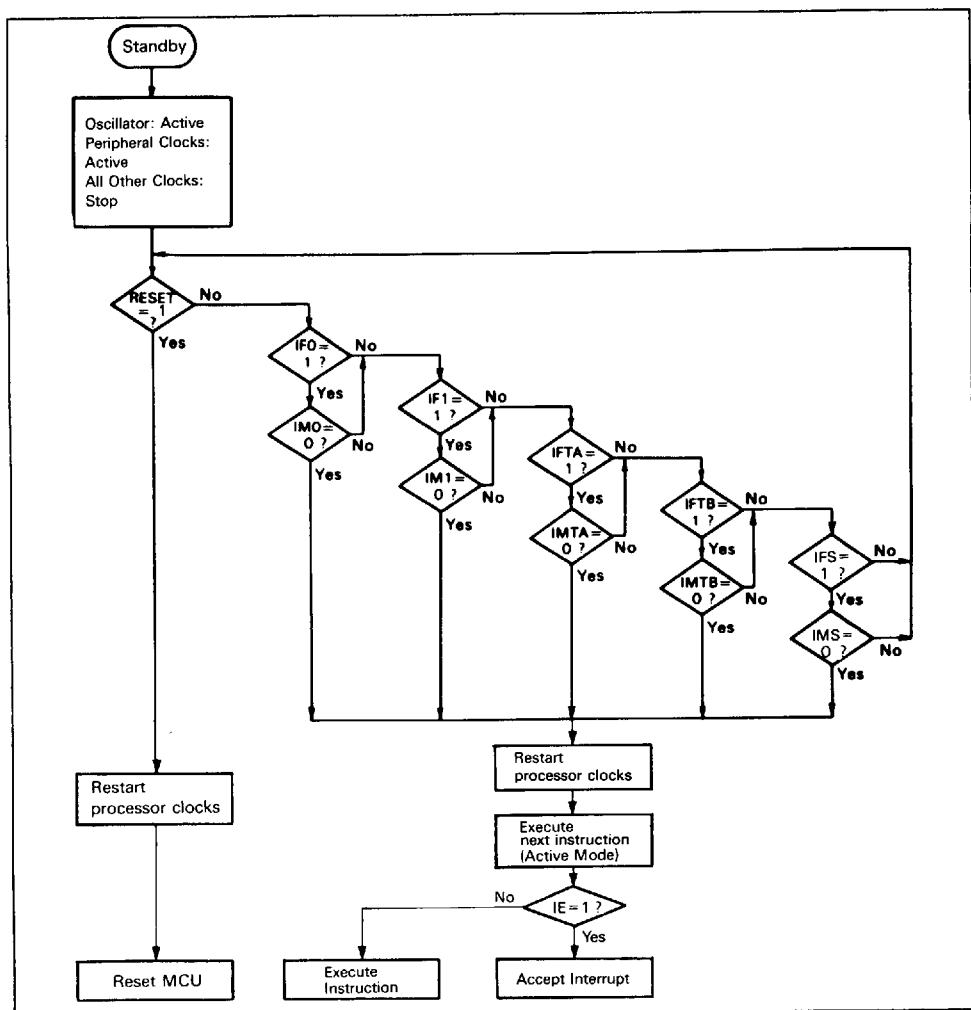 Standby
Oscillator: Active
Peripheral Clocks:
Active
All Other Clocks:
Stop
RESET
= 1
?
No
Yes
IF0=
1 ?
No
Yes
IM0=
0 ?
No
Yes
IF1=
1 ?
No
Yes
IM1=
0 ?
No
Yes
IFTA=
1 ?
No
Yes
IMTA=
0 ?
No
Yes
IFTB=
1 ?
No
Yes
IMTB=
0 ?
No
Yes
IFS=
1 ?
No
Yes
IMS=
0 ?
No
Yes
Restart
processor clocks
Restart
processor clocks
Execute
next instruction
(Active Mode)
IE=1 ?
No
Yes
Reset MCU
Execute
Instruction
Accept Interrupt